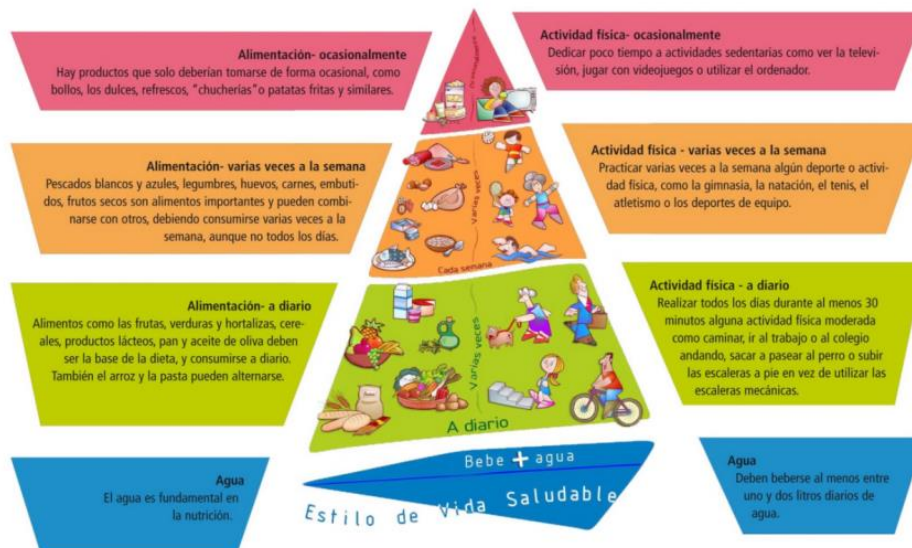 Alimentación- ocasionalmente
Hay productos que solo deberían tomarse de forma ocasional, como
bollos, los dulces, refrescos, "chucherías"o patatas fritas y similares.
Actividad física- ocasionalmente
Dedicar poco tiempo a actividades sedentarias como ver la televi-
sión, jugar con videojuegos o utilizar el ordenador.
Alimentación- varias veces a la semana
Pescados blancos y azules, legumbres, huevos, carnes, embuti-
dos, frutos secos son alimentos importantes y pueden combi-
narse con otros, debiendo consumirse varias veces a la
semana, aunque no todos los días.
Varias veces
Cada semana
Actividad física - varias veces a la semana
Practicar varias veces a la semana algún deporte o activi-
dad física, como la gimnasia, la natación, el tenis, el
atletismo o los deportes de equipo.
Alimentación- a diario
Alimentos como las frutas, verduras y hortalizas, cere-
ales, productos lácteos, pan y aceite de oliva deben
ser la base de la dieta, y consumirse a diario.
También el arroz y la pasta pueden alternarse.
Varias veces
A diario
Actividad física - a diario
Realizar todos los días durante al menos 30
minutos alguna actividad física moderada
como caminar, ir al trabajo o al colegio
andando, sacar a pasear al perro o subir
las escaleras a pie en vez de utilizar las
escaleras mecánicas.
Agua
El agua es fundamental en
la nutrición.
Bebe + agua
Estilo de Vida Saludable
Agua
Deben beberse al menos entre
uno y dos litros diarios de
agua.